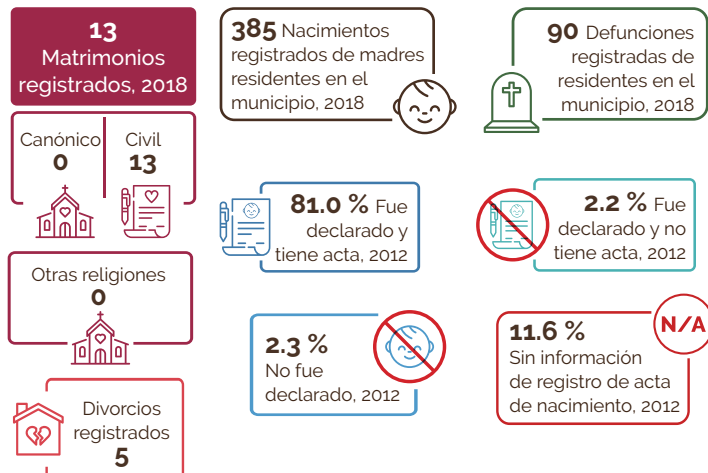 13
Matrimonios
registrados, 2018
Canónico
0
Civil
13
Otras religiones
0
Divorcios
registrados
5
385 Nacimientos
registrados de madres
residentes en el
municipio, 2018
90 Defunciones
registradas de
residentes en el
municipio, 2018
81.0 % Fue
declarado y
tiene acta, 2012
2.2 % Fue
declarado y no
tiene acta, 2012
2.3 %
No fue
declarado, 2012
N/A
11.6 %
Sin información
de registro de acta
de nacimiento, 2012